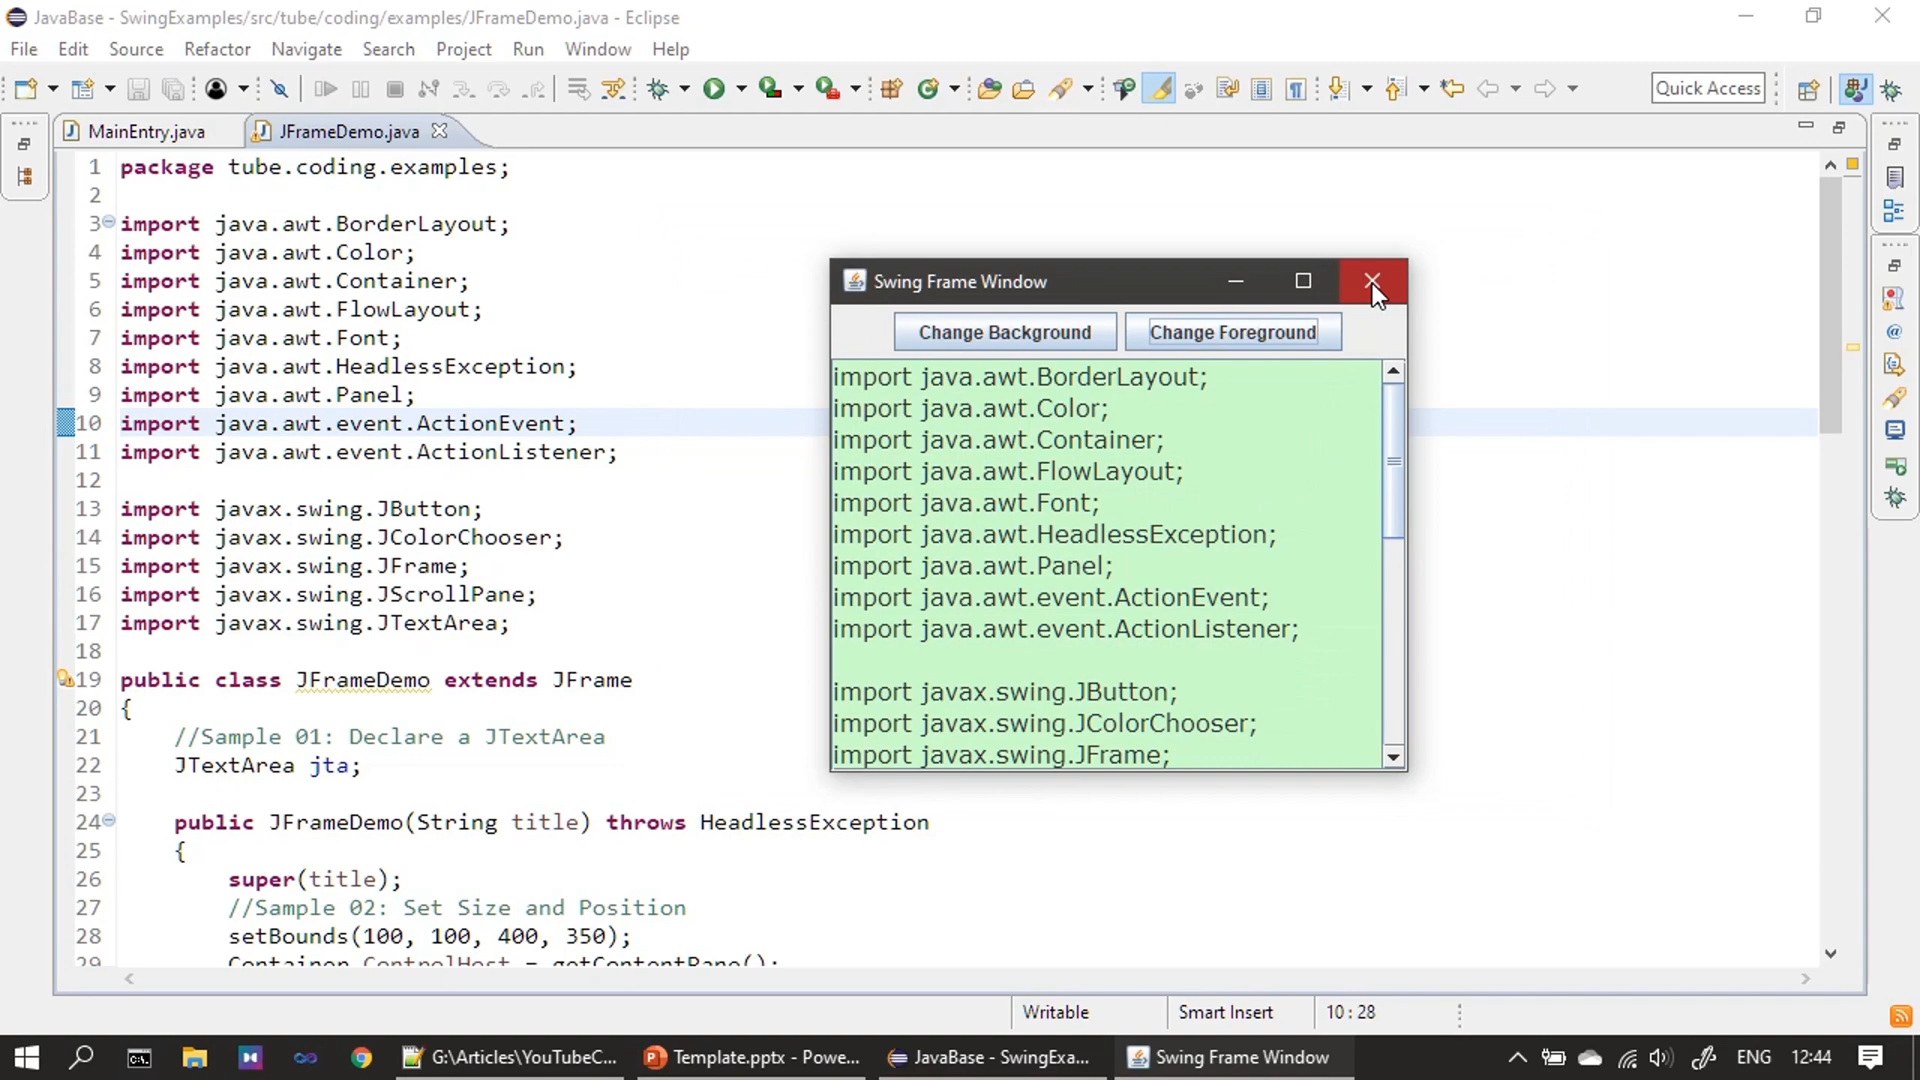 JavaBase - SwingExamples/src/tube/coding/examples/JFrameDemo.java - Eclipse
File Edit Source Refactor Navigate Search Project Run Window Help
Quick Access
MainEntry.java JFrameDemo.java
1 package tube.coding.examples;
2
3 import java.awt.BorderLayout;
4 import java.awt.Color;
5 import java.awt.Container;
6 import java.awt.FlowLayout;
7 import java.awt.Font;
8 import java.awt.HeadlessException;
9 import java.awt.Panel;
10 import java.awt.event.ActionEvent;
11 import java.awt.event.ActionListener;
12
13 import javax.swing.JButton;
14 import javax.swing.JColorChooser;
15 import javax.swing.JFrame;
16 import javax.swing.JScrollPane;
17 import javax.swing.JTextArea;
18
19 public class JFrameDemo extends JFrame
20 {
21 //Sample 01: Declare a JTextArea
22 JTextArea jta;
23
24 public JFrameDemo(String title) throws HeadlessException
25 {
26 super(title);
27 //Sample 02: Set Size and Position
28 setBounds(100, 100, 400, 350);
29 Container ControlHost = getContentPane();
Swing Frame Window
Change Background Change Foreground
import java.awt.BorderLayout;
import java.awt.Color;
import java.awt.Container;
import java.awt.FlowLayout;
import java.awt.Font;
import java.awt.HeadlessException;
import java.awt.Panel;
import java.awt.event.ActionEvent;
import java.awt.event.ActionListener;
import javax.swing.JButton;
import javax.swing.JColorChooser;
import javax.swing.JFrame;
Writable Smart Insert 10 : 28
G:\Articles\YouTubeC... Template.pptx - Powe... JavaBase - SwingExa... Swing Frame Window ENG 12:44